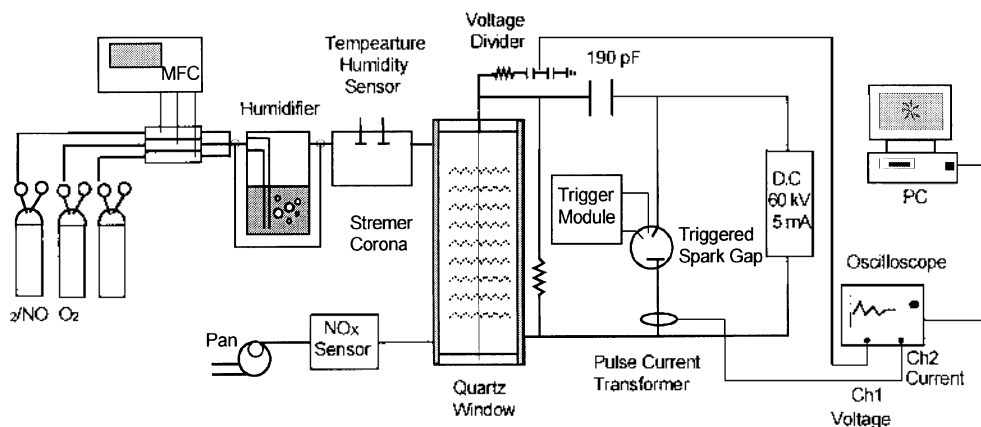 Voltage
Divider
190 pF
Tempearture
Humidity
Sensor
MFC
Humidifier
D.C
60 kV
5 mA
PC
Trigger
Module
Stremer
Corona
Triggered
Spark Gap
Oscilloscope
2/NO O2
Pan
NOx
Sensor
Pulse Current
Transformer
Ch2
Current
Quartz
Window
Ch1
Voltage